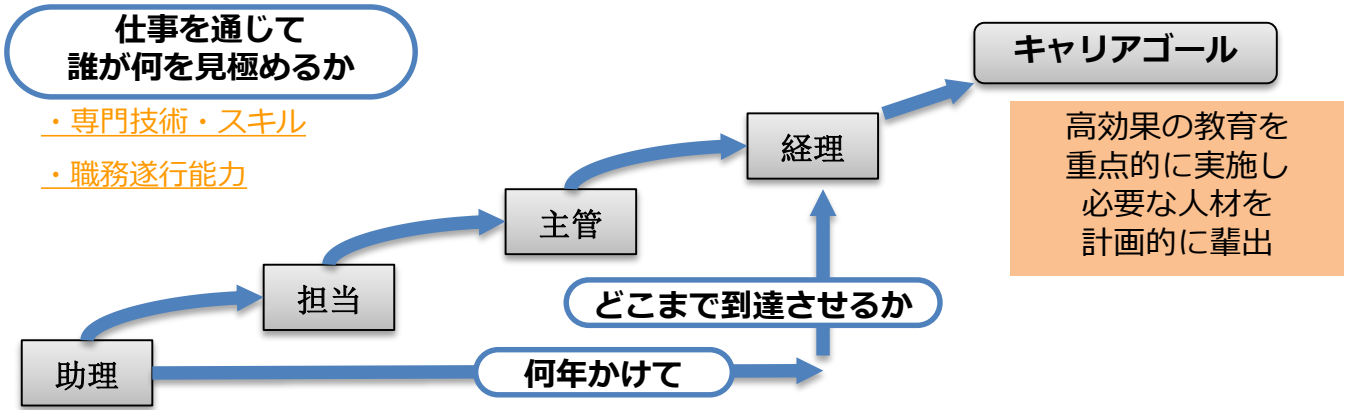 仕事を通じて
誰が何を見極めるか
・専門技術・スキル
・職務遂行能力
キャリアゴール
高効果の教育を
重点的に実施し
必要な人材を
計画的に輩出
経理
主管
担当
助理
どこまで到達させるか
何年かけて